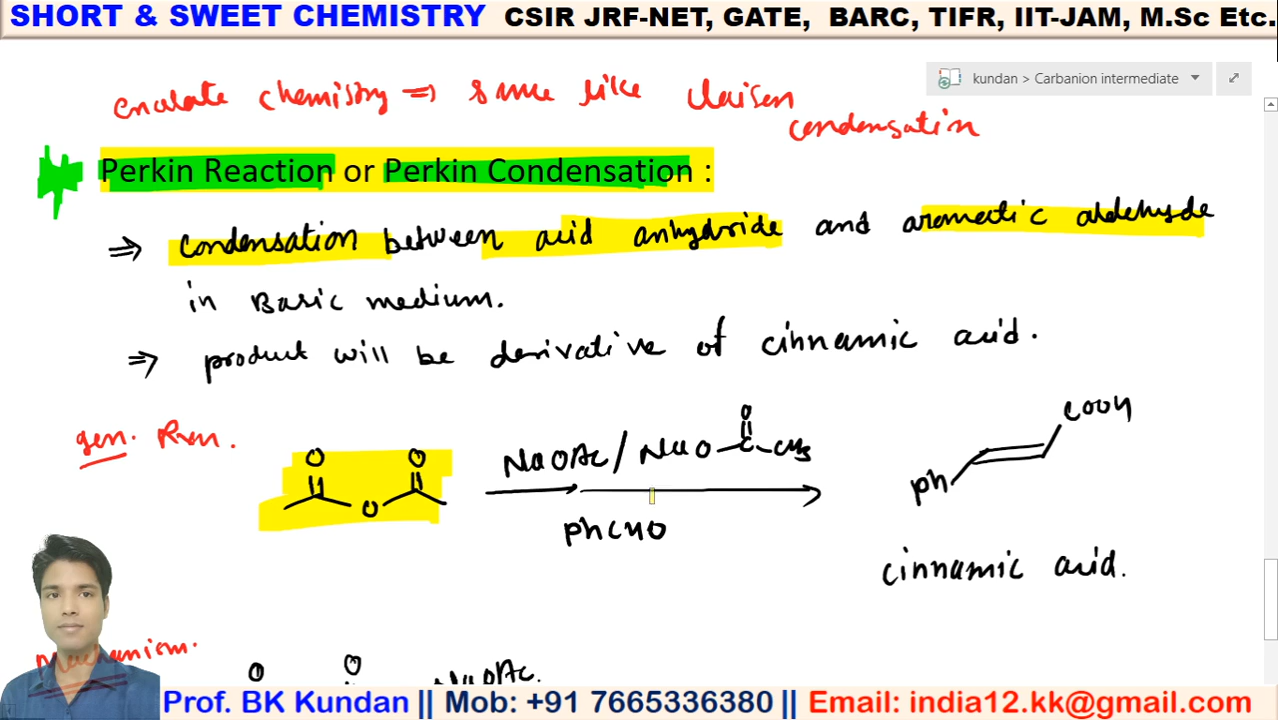 SHORT & SWEET CHEMISTRY CSIR JRF-NET, GATE, BARC, TIFR, IIT-JAM, M.Sc Etc.
kundan > Carbanion intermediate
enolate chemistry ⇒ same like claisen
condensation
Perkin Reaction or Perkin Condensation :
⇒ condensation between acid anhydride and aromatic aldehyde
in Basic medium.
⇒ product will be derivative of cinnamic acid.
gen. Rxn.
O O
O
NaOAc / NaO-C-CH3
O
PhCHO
Ph COOH
cinnamic acid.
Mechanism.
O O NaOAc.
Prof. BK Kundan || Mob: +91 7665336380 || Email: india12.kk@gmail.com